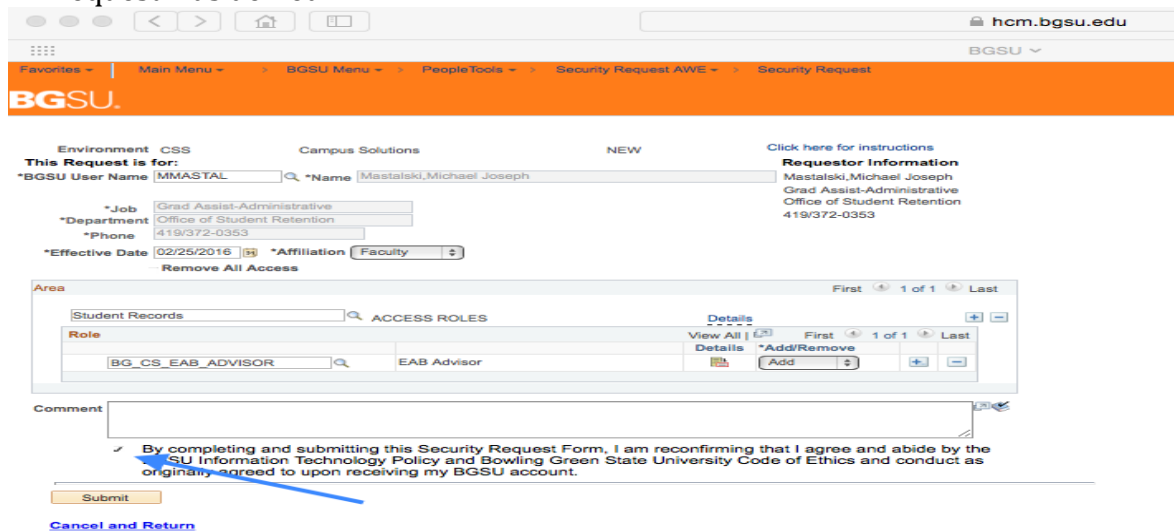 hcm.bgsu.edu
BGSU
Favorites Main Menu > BGSU Menu > PeopleTools > Security Request AWE > Security Request
BGSU.
Environment CSS Campus Solutions NEW Click here for instructions
This Request is for: Requestor Information
*BGSU User Name MMASTAL *Name Mastalski,Michael Joseph Mastalski,Michael Joseph
Grad Assist-Administrative
*Job Grad Assist-Administrative Office of Student Retention
*Department Office of Student Retention 419/372-0353
*Phone 419/372-0353
*Effective Date 02/25/2016 *Affiliation Faculty
Remove All Access
Area First 1 of 1 Last
Student Records ACCESS ROLES Details
Role View All | First 1 of 1 Last
Details *Add/Remove
BG_CS_EAB_ADVISOR EAB Advisor Add
Comment
By completing and submitting this Security Request Form, I am reconfirming that I agree and abide by the
BGSU Information Technology Policy and Bowling Green State University Code of Ethics and conduct as
originally agreed to upon receiving my BGSU account.
Submit
Cancel and Return